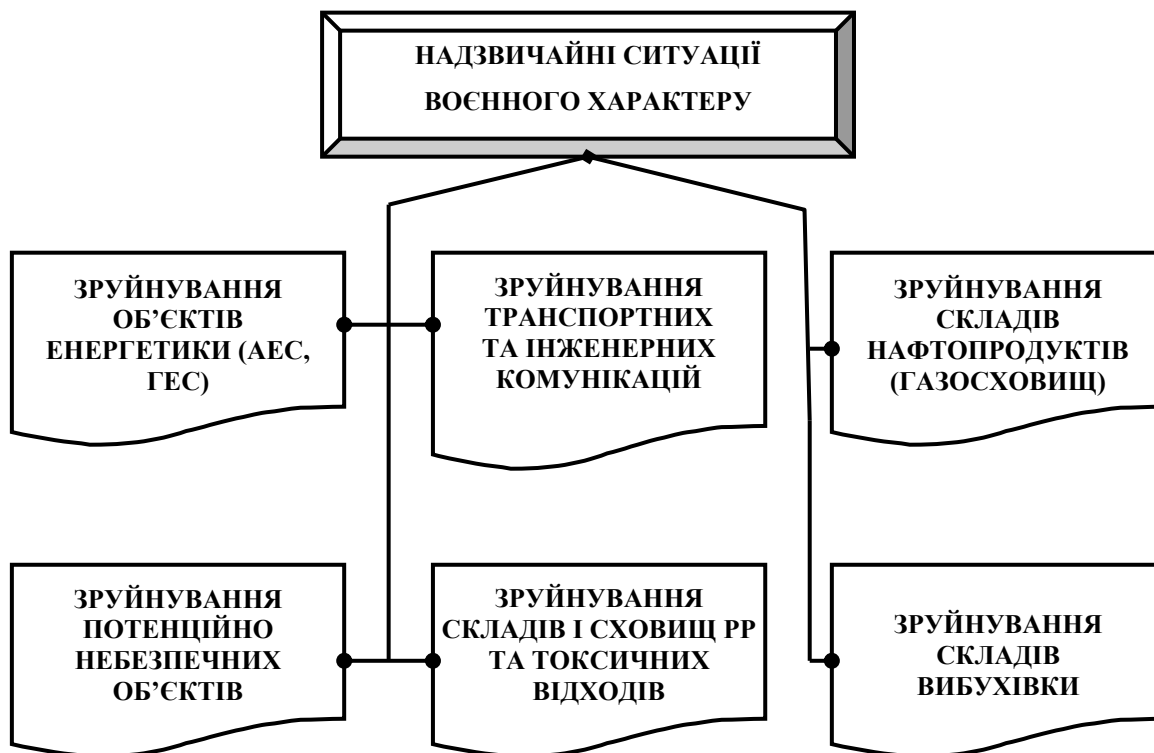 НАДЗВИЧАЙНІ СИТУАЦІЇ
ВОЄННОГО ХАРАКТЕРУ
ЗРУЙНУВАННЯ
ОБ’ЄКТІВ
ЕНЕРГЕТИКИ (АЕС,
ГЕС)
ЗРУЙНУВАННЯ
ТРАНСПОРТНИХ
ТА ІНЖЕНЕРНИХ
КОМУНІКАЦІЙ
ЗРУЙНУВАННЯ
СКЛАДІВ
НАФТОПРОДУКТІВ
(ГАЗОСХОВИЩ)
ЗРУЙНУВАННЯ
ПОТЕНЦІЙНО
НЕБЕЗПЕЧНИХ
ОБ’ЄКТІВ
ЗРУЙНУВАННЯ
СКЛАДІВ І СХОВИЩ РР
ТА ТОКСИЧНИХ
ВІДХОДІВ
ЗРУЙНУВАННЯ
СКЛАДІВ
ВИБУХІВКИ